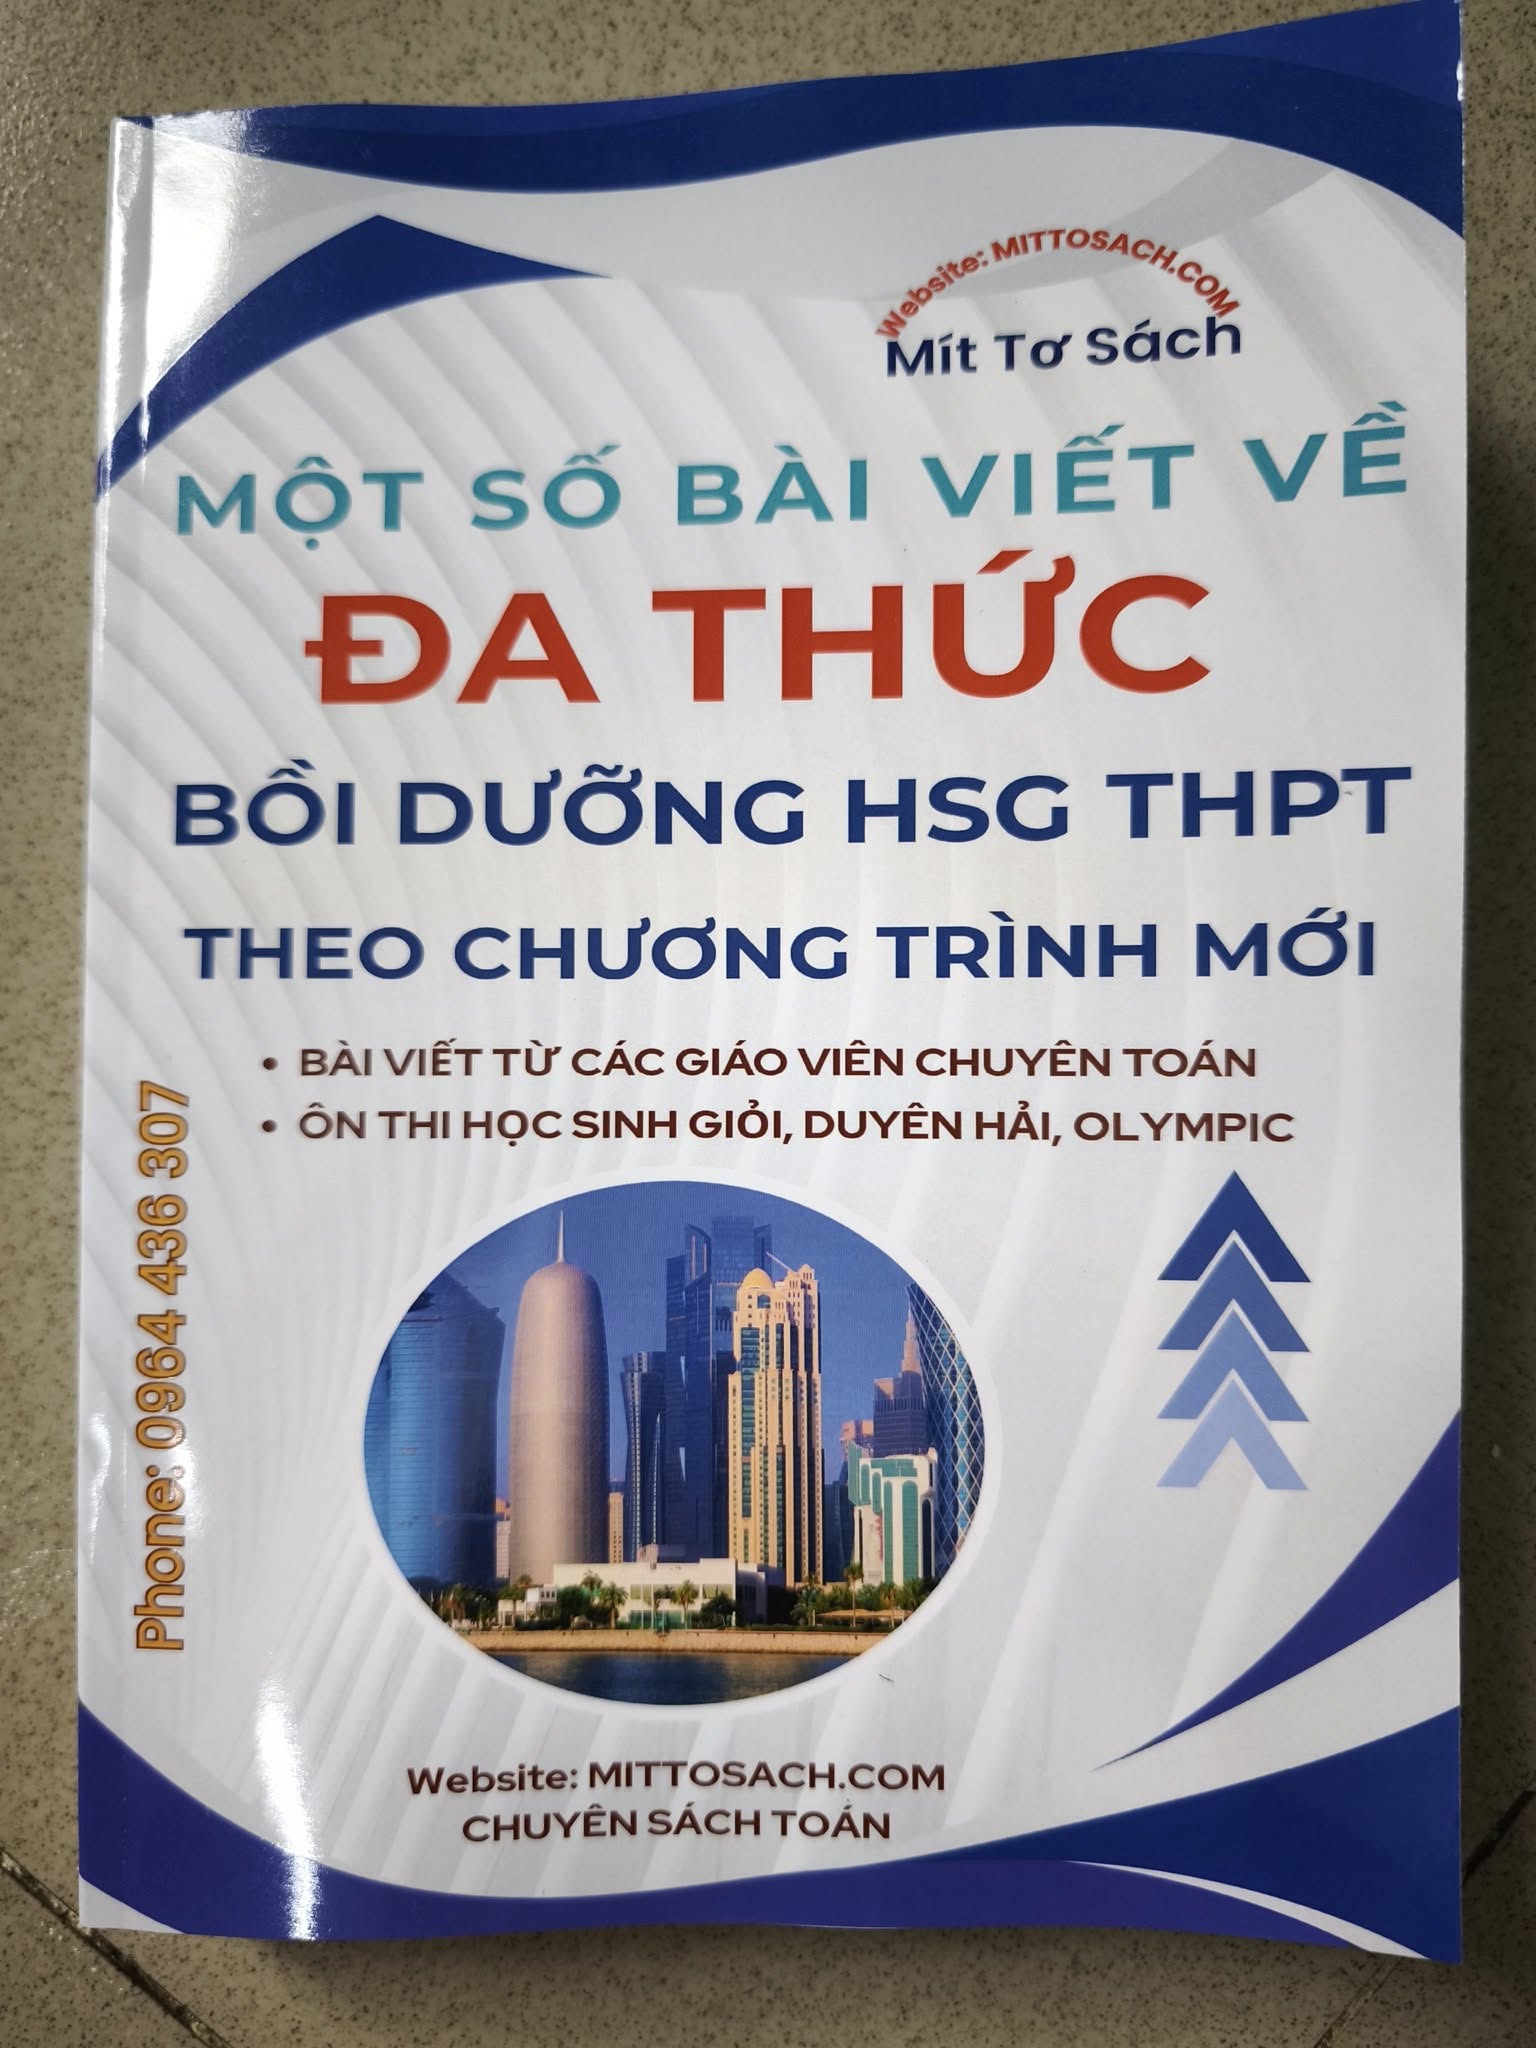 Website: MITTOSACH.COM
Mít Tơ Sách
MỘT SỐ BÀI VIẾT VỀ
ĐA THỨC
BỒI DƯỠNG HSG THPT
THEO CHƯƠNG TRÌNH MỚI
• BÀI VIẾT TỪ CÁC GIÁO VIÊN CHUYÊN TOÁN
• ÔN THI HỌC SINH GIỎI, DUYÊN HẢI, OLYMPIC
Phone: 0964 436 307
Website: MITTOSACH.COM
CHUYÊN SÁCH TOÁN